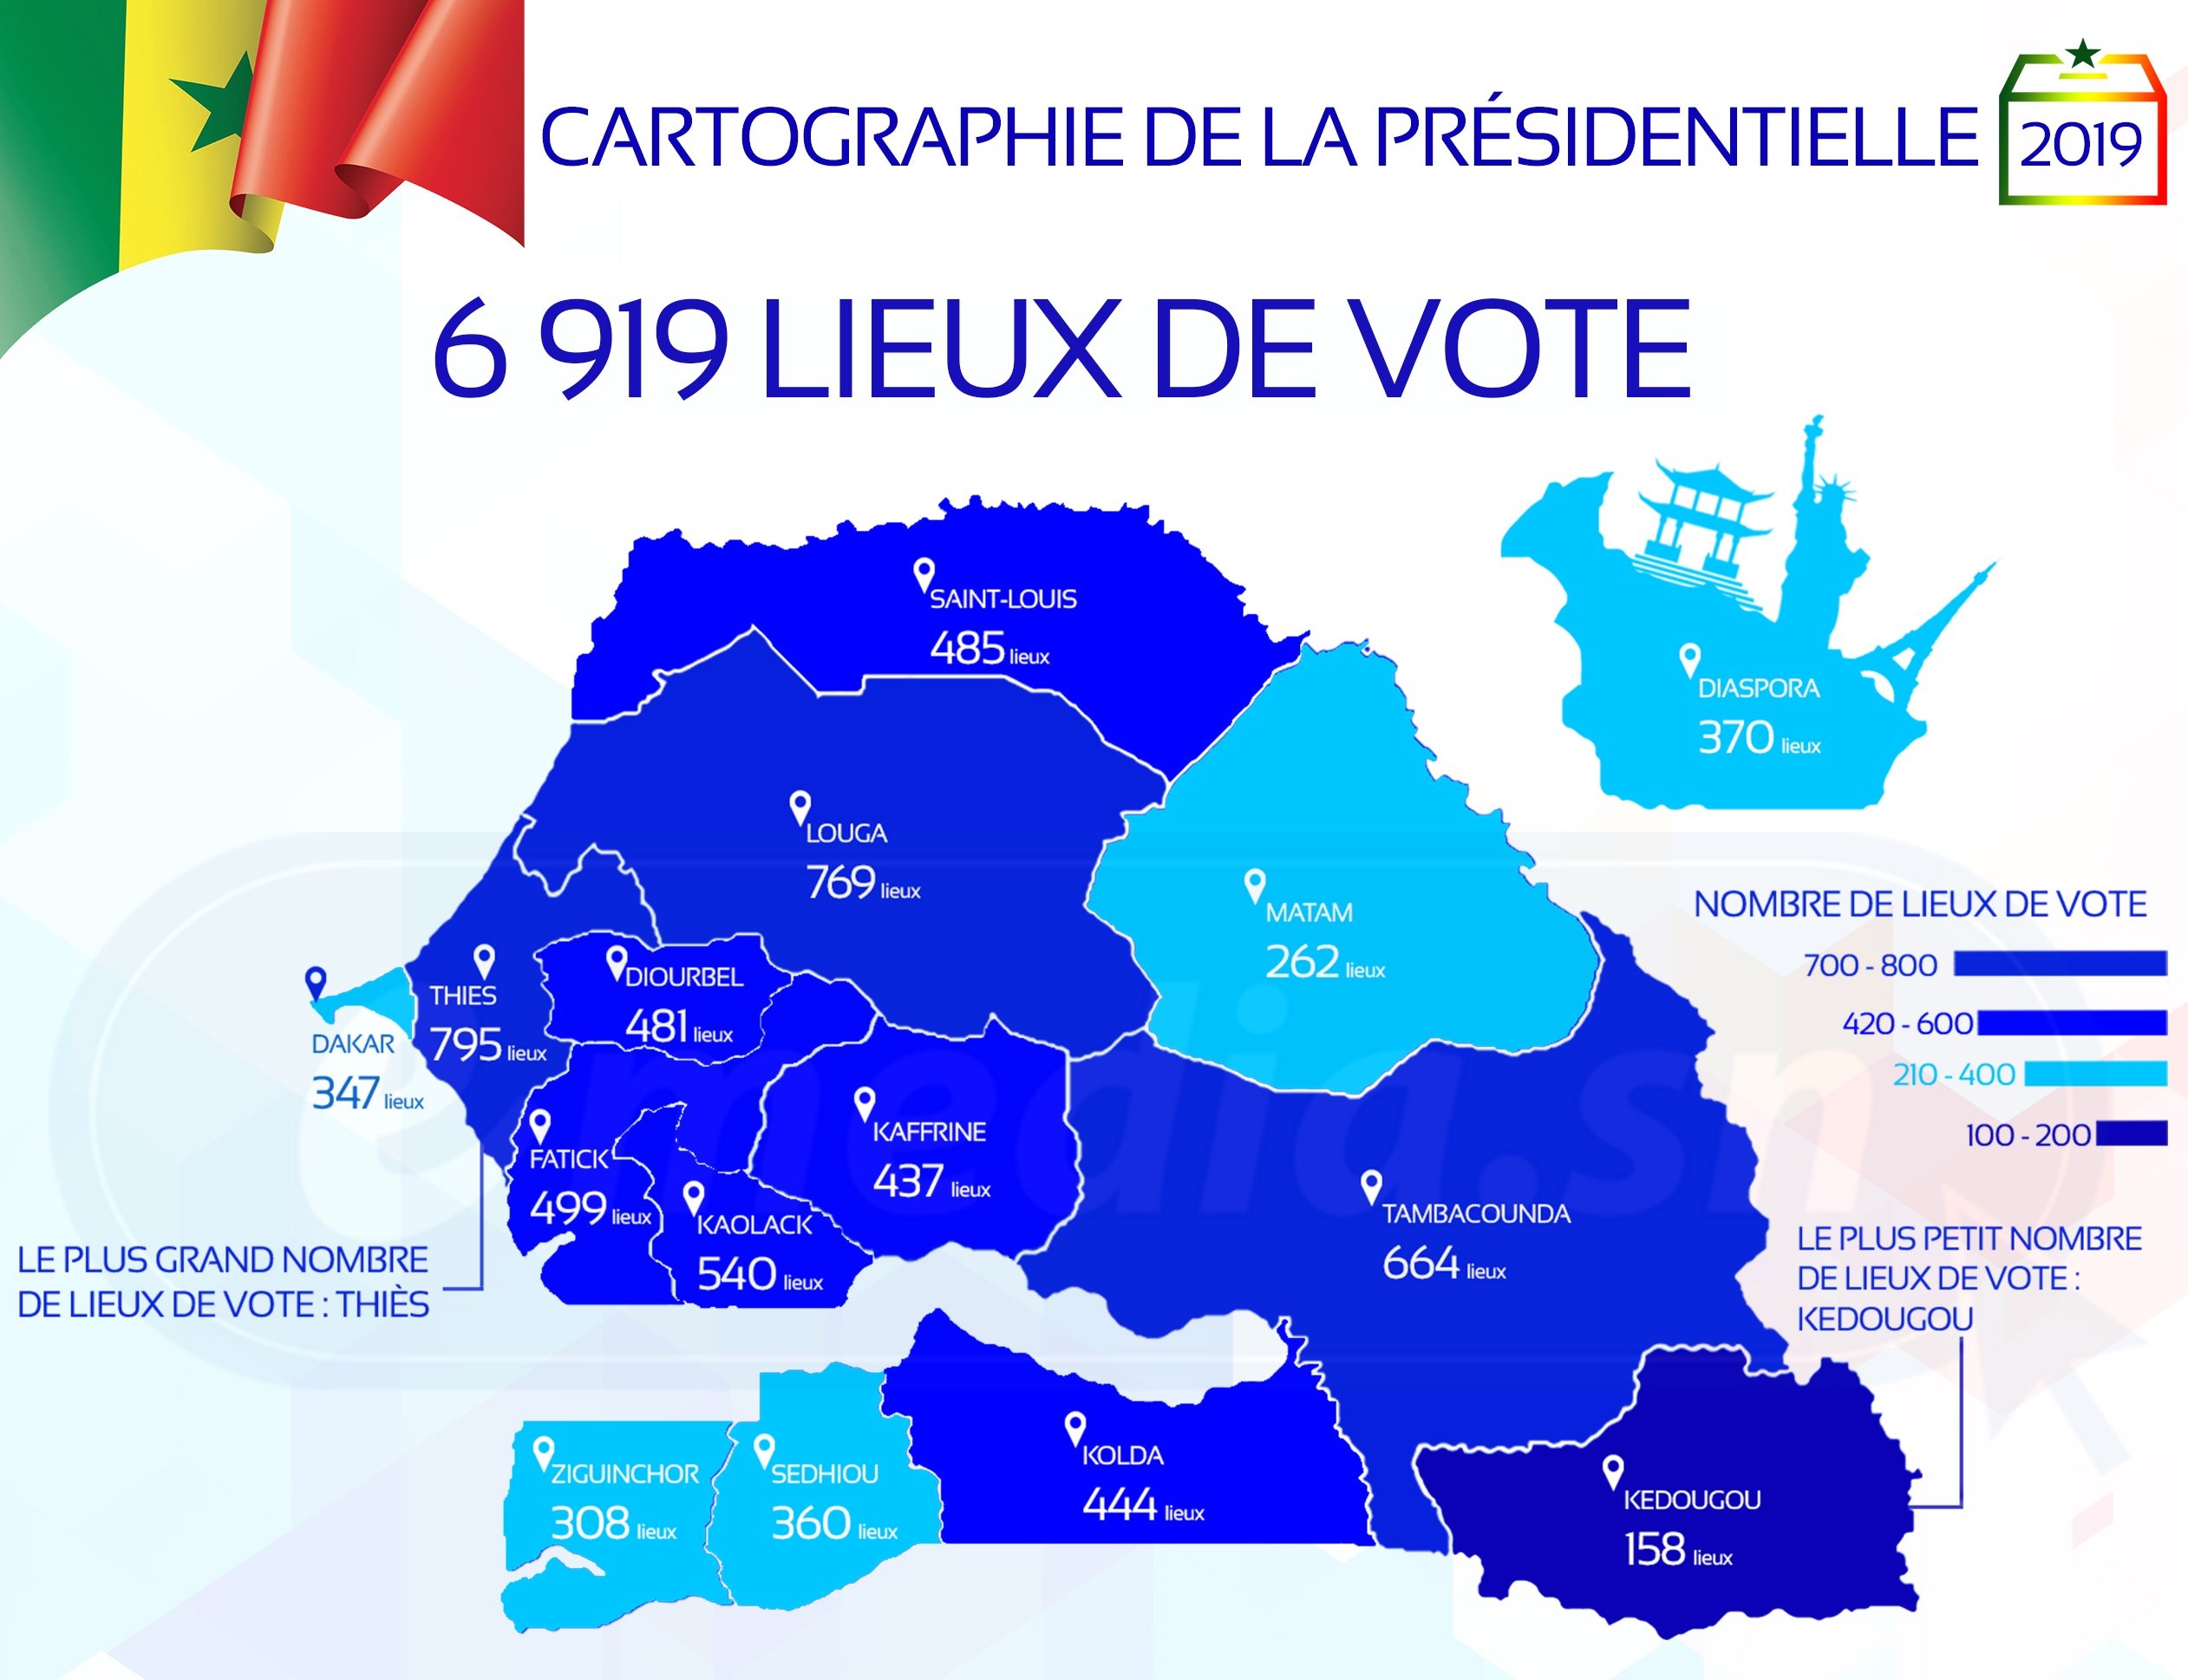 CARTOGRAPHIE DE LA PRÉSIDENTIELLE
2019
6 919 LIEUX DE VOTE
SAINT-LOUIS
485 lieux
DIASPORA
370 lieux
LOUGA
769 lieux
MATAM
262 lieux
NOMBRE DE LIEUX DE VOTE
700 - 800
420 - 600
210 - 400
100 - 200
DAKAR
347 lieux
THIES
795 lieux
DIOURBEL
481 lieux
FATICK
499 lieux
KAOLACK
540 lieux
KAFFRINE
437 lieux
TAMBACOUNDA
664 lieux
LE PLUS GRAND NOMBRE
DE LIEUX DE VOTE : THIÈS
LE PLUS PETIT NOMBRE
DE LIEUX DE VOTE :
KEDOUGOU
ZIGUINCHOR
308 lieux
SEDHIOU
360 lieux
KOLDA
444 lieux
KEDOUGOU
158 lieux
emedia.sn